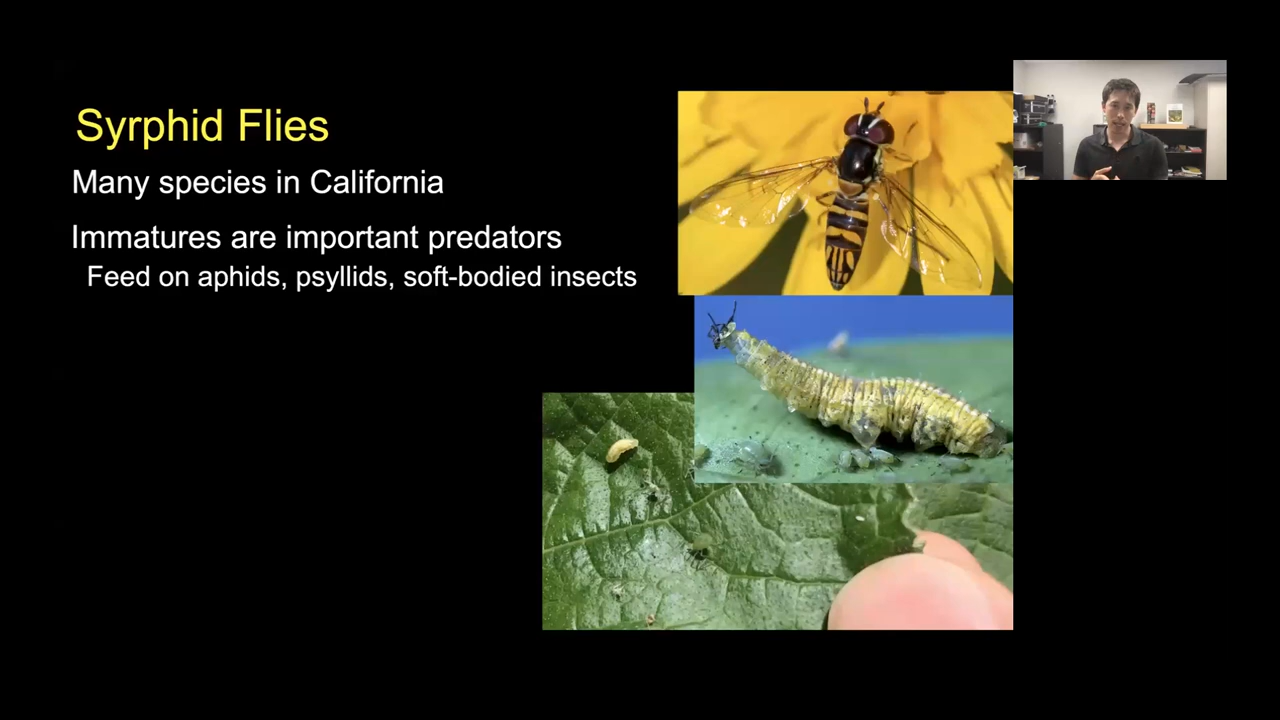 Syrphid Flies
Many species in California
Immatures are important predators
Feed on aphids, psyllids, soft-bodied insects